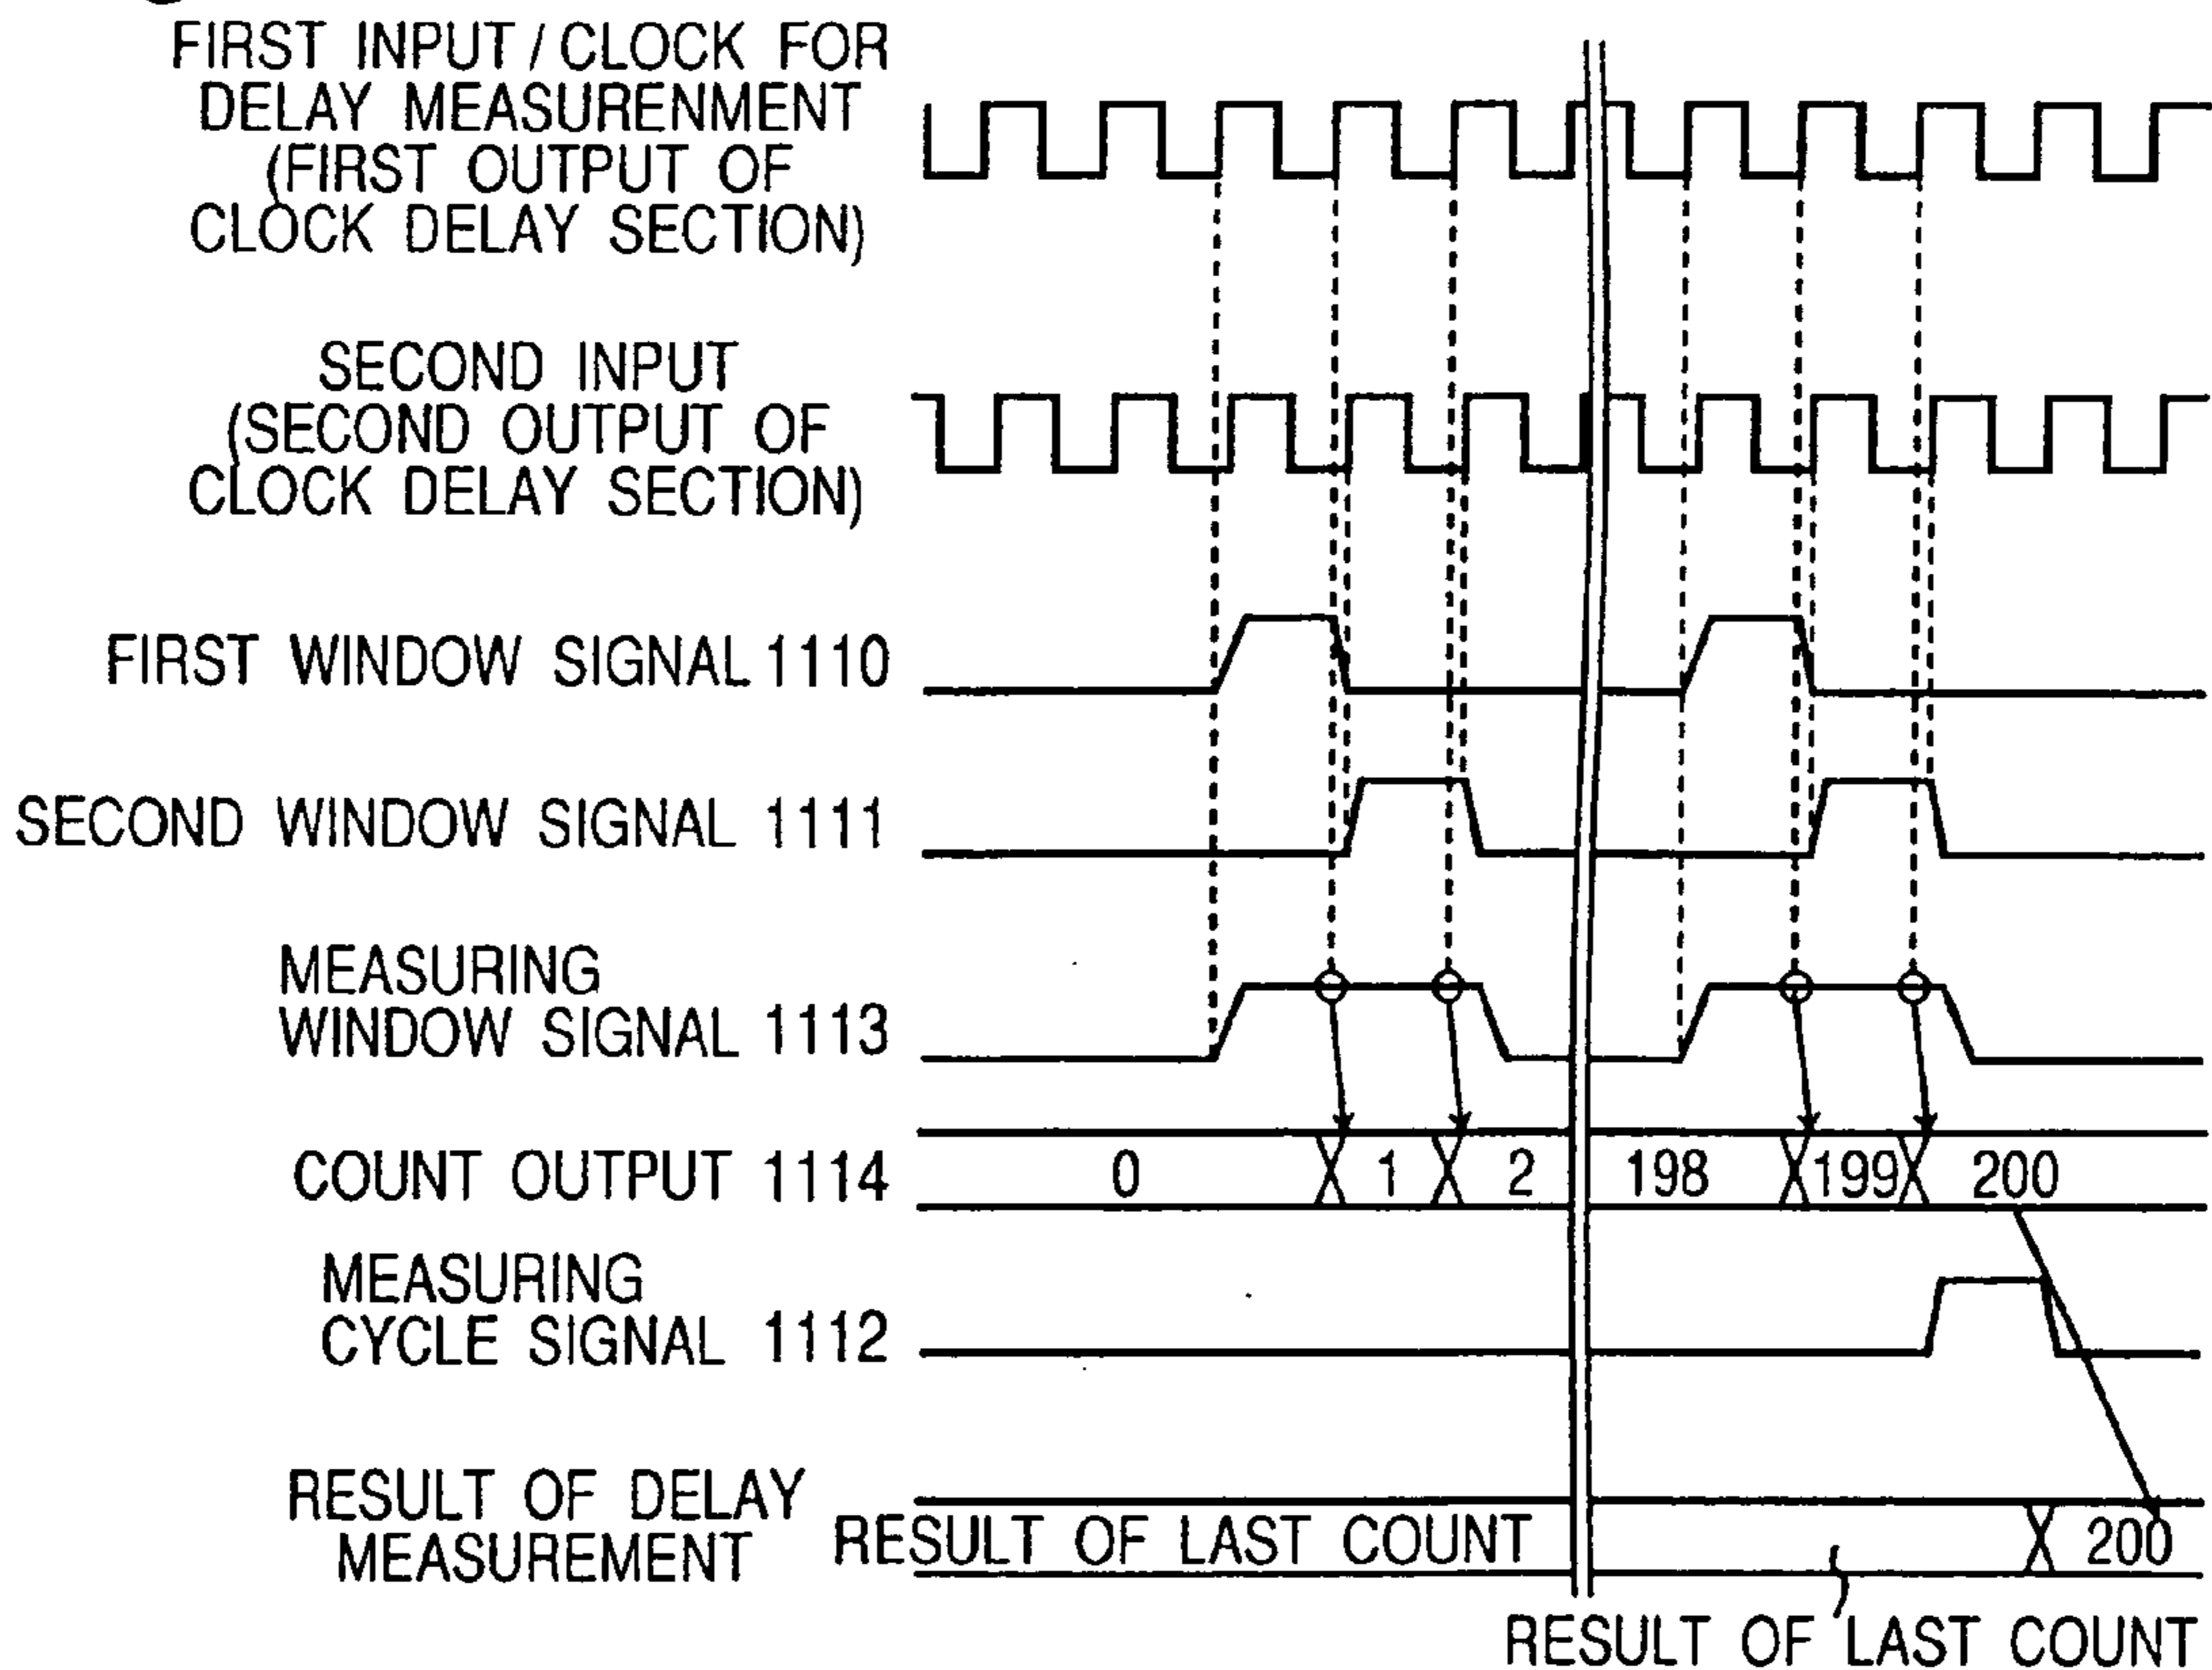 FIRST INPUT / CLOCK FOR
DELAY MEASURENMENT
(FIRST OUTPUT OF
CLOCK DELAY SECTION)
SECOND INPUT
(SECOND OUTPUT OF
CLOCK DELAY SECTION)
FIRST WINDOW SIGNAL 1110
SECOND WINDOW SIGNAL 1111
MEASURING
WINDOW SIGNAL 1113
COUNT OUTPUT 1114
0 1 2 198 199 200
MEASURING
CYCLE SIGNAL 1112
RESULT OF DELAY
MEASUREMENT
RESULT OF LAST COUNT
200
RESULT OF LAST COUNT